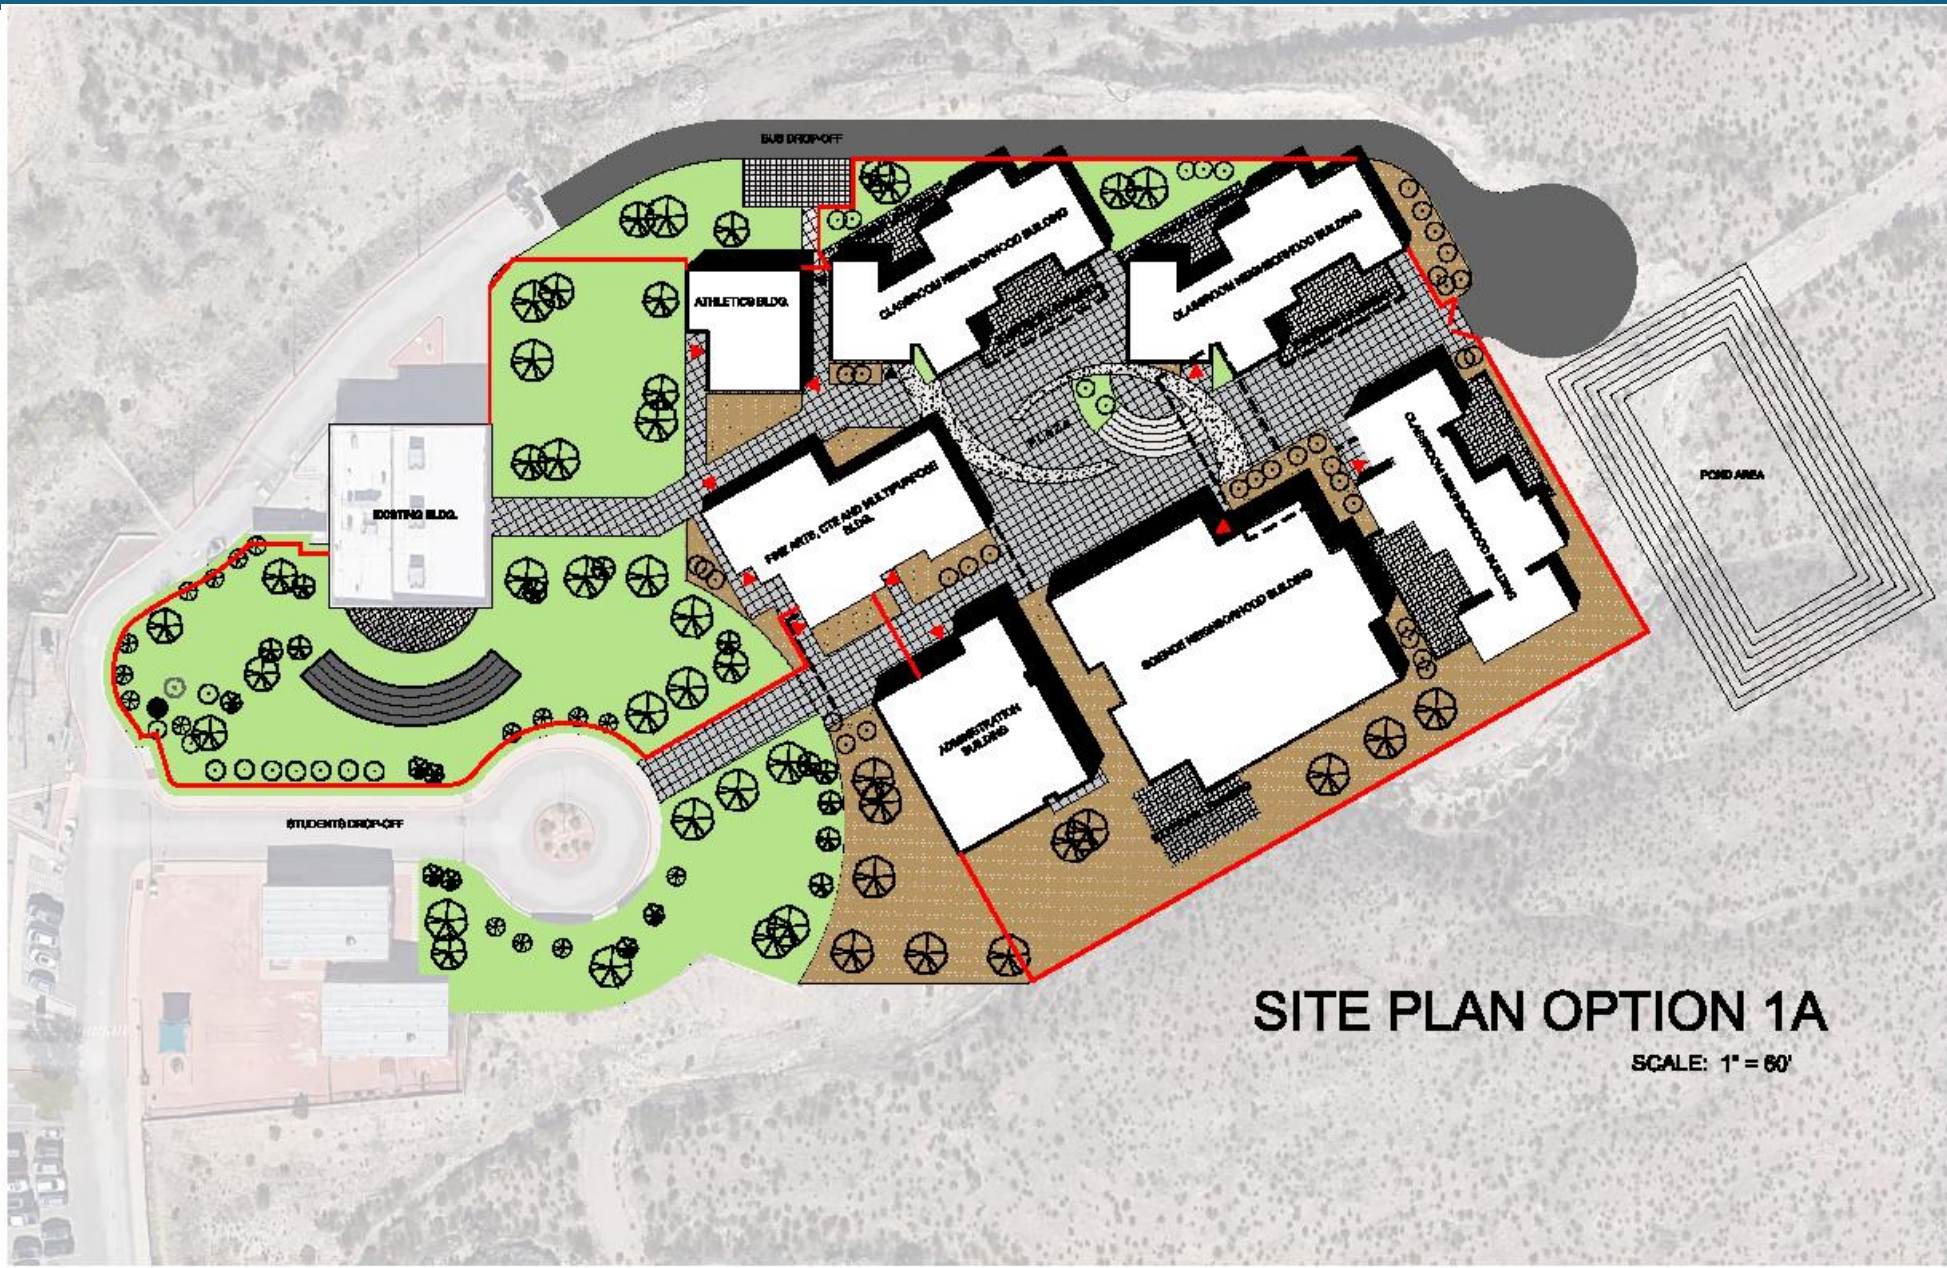 BUS DROP-OFF
ATHLETICS BLDG.
CLASSROOM NEIGHBORHOOD BUILDING
CLASSROOM NEIGHBORHOOD BUILDING
PLAZA
CLASSROOM NEIGHBORHOOD BUILDING
POND AREA
EXISTING BLDG.
FINE ARTS, CTE AND MULTIPURPOSE
BLDG.
SCIENCE NEIGHBORHOOD BUILDING
ADMINISTRATION
BUILDING
STUDENTS DROP-OFF
SITE PLAN OPTION 1A
SCALE: 1" = 60'